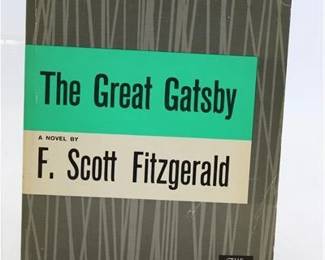 The Great Gatsby
A NOVEL BY
F. Scott Fitzgerald